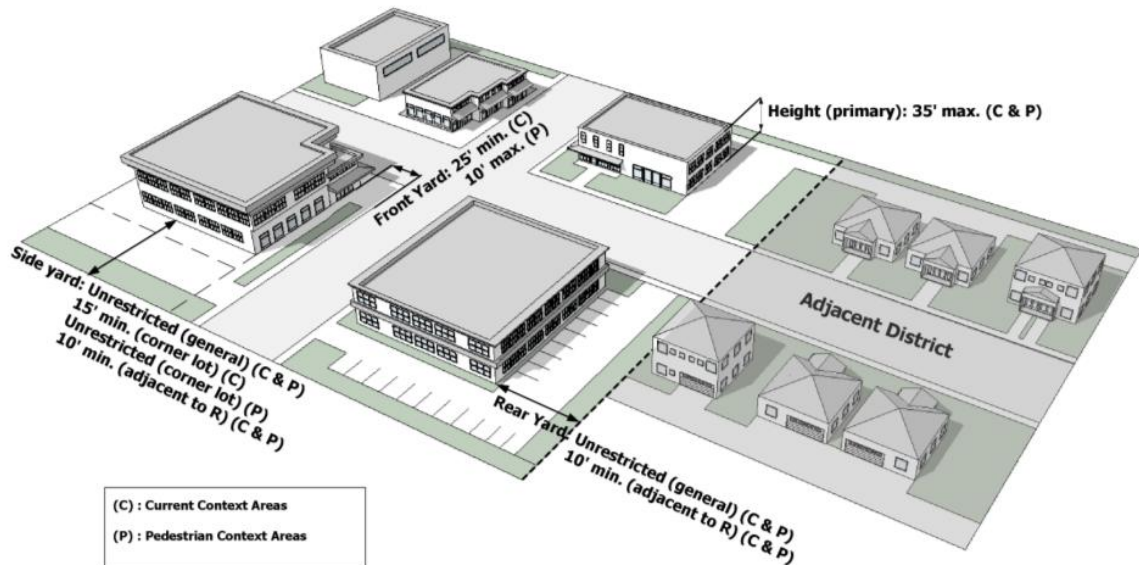 Height (primary): 35' max. (C & P)
Front Yard: 25' min. (C)
10' max. (P)
Side yard: Unrestricted (general) (C & P)
15' min. (corner lot) (C)
Unrestricted (corner lot) (P)
10' min. (adjacent to R) (C & P)
Adjacent District
Rear Yard: Unrestricted (general) (C & P)
10' min. (adjacent to R) (C & P)
(C) : Current Context Areas
(P) : Pedestrian Context Areas